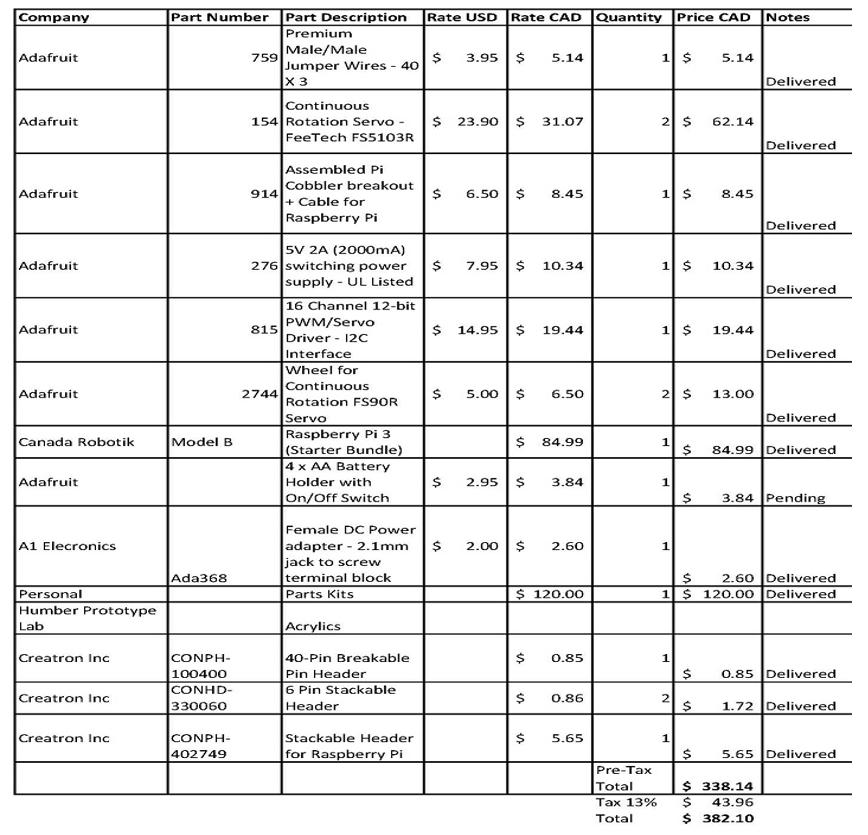 Company Part Number Part Description Rate USD Rate CAD Quantity Price CAD Notes
Adafruit 759 Premium Male/Male Jumper Wires - 40 X 3 $ 3.95 $ 5.14 1 $ 5.14 Delivered
Adafruit 154 Continuous Rotation Servo - FeeTech FS5103R $ 23.90 $ 31.07 2 $ 62.14 Delivered
Adafruit 914 Assembled Pi Cobbler breakout + Cable for Raspberry Pi $ 6.50 $ 8.45 1 $ 8.45 Delivered
Adafruit 276 5V 2A (2000mA) switching power supply - UL Listed $ 7.95 $ 10.34 1 $ 10.34 Delivered
Adafruit 815 16 Channel 12-bit PWM/Servo Driver - I2C Interface $ 14.95 $ 19.44 1 $ 19.44 Delivered
Adafruit 2744 Wheel for Continuous Rotation FS90R Servo $ 5.00 $ 6.50 2 $ 13.00 Delivered
Canada Robotik Model B Raspberry Pi 3 (Starter Bundle) $ 84.99 1 $ 84.99 Delivered
Adafruit 4 x AA Battery Holder with On/Off Switch $ 2.95 $ 3.84 1 $ 3.84 Pending
A1 Elecronics Ada368 Female DC Power adapter - 2.1mm jack to screw terminal block $ 2.00 $ 2.60 1 $ 2.60 Delivered
Personal Parts Kits $ 120.00 1 $ 120.00 Delivered
Humber Prototype Lab Acrylics
Creatron Inc CONPH-100400 40-Pin Breakable Pin Header $ 0.85 1 $ 0.85 Delivered
Creatron Inc CONHD-330060 6 Pin Stackable Header $ 0.86 2 $ 1.72 Delivered
Creatron Inc CONPH-402749 Stackable Header for Raspberry Pi $ 5.65 1 $ 5.65 Delivered
Pre-Tax Total $ 338.14
Tax 13% $ 43.96
Total $ 382.10